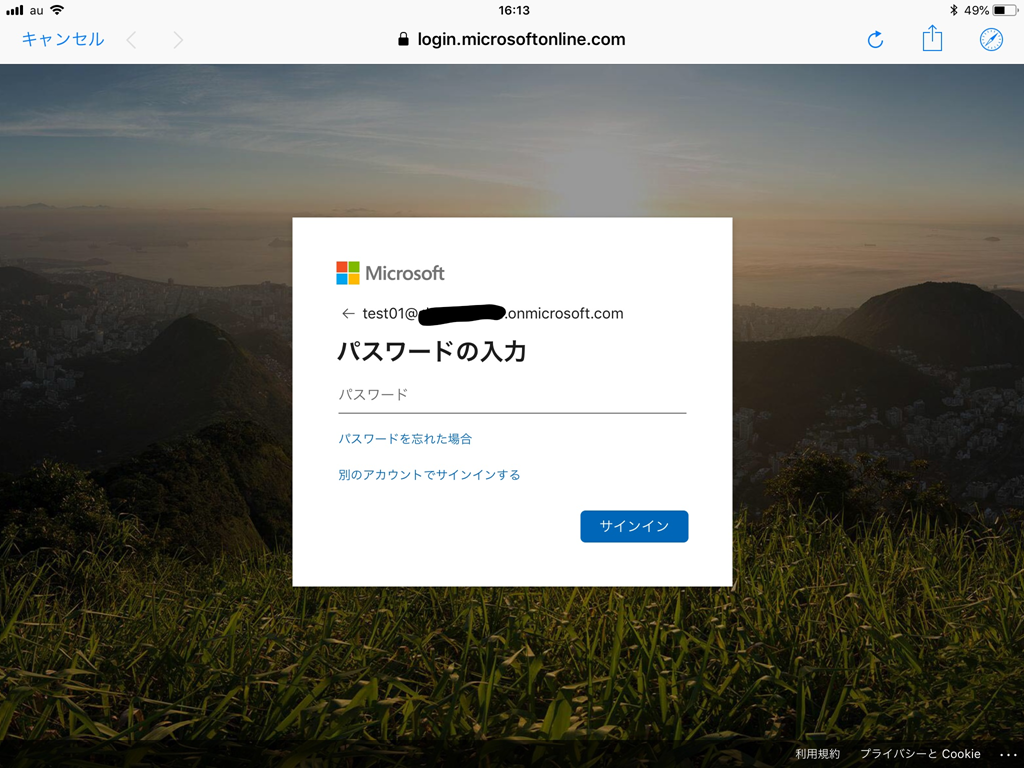 au 16:13 49%
キャンセル login.microsoftonline.com
Microsoft
← test01@ .onmicrosoft.com
パスワードの入力
パスワード
パスワードを忘れた場合
別のアカウントでサインインする
サインイン
利用規約 プライバシーと Cookie ...